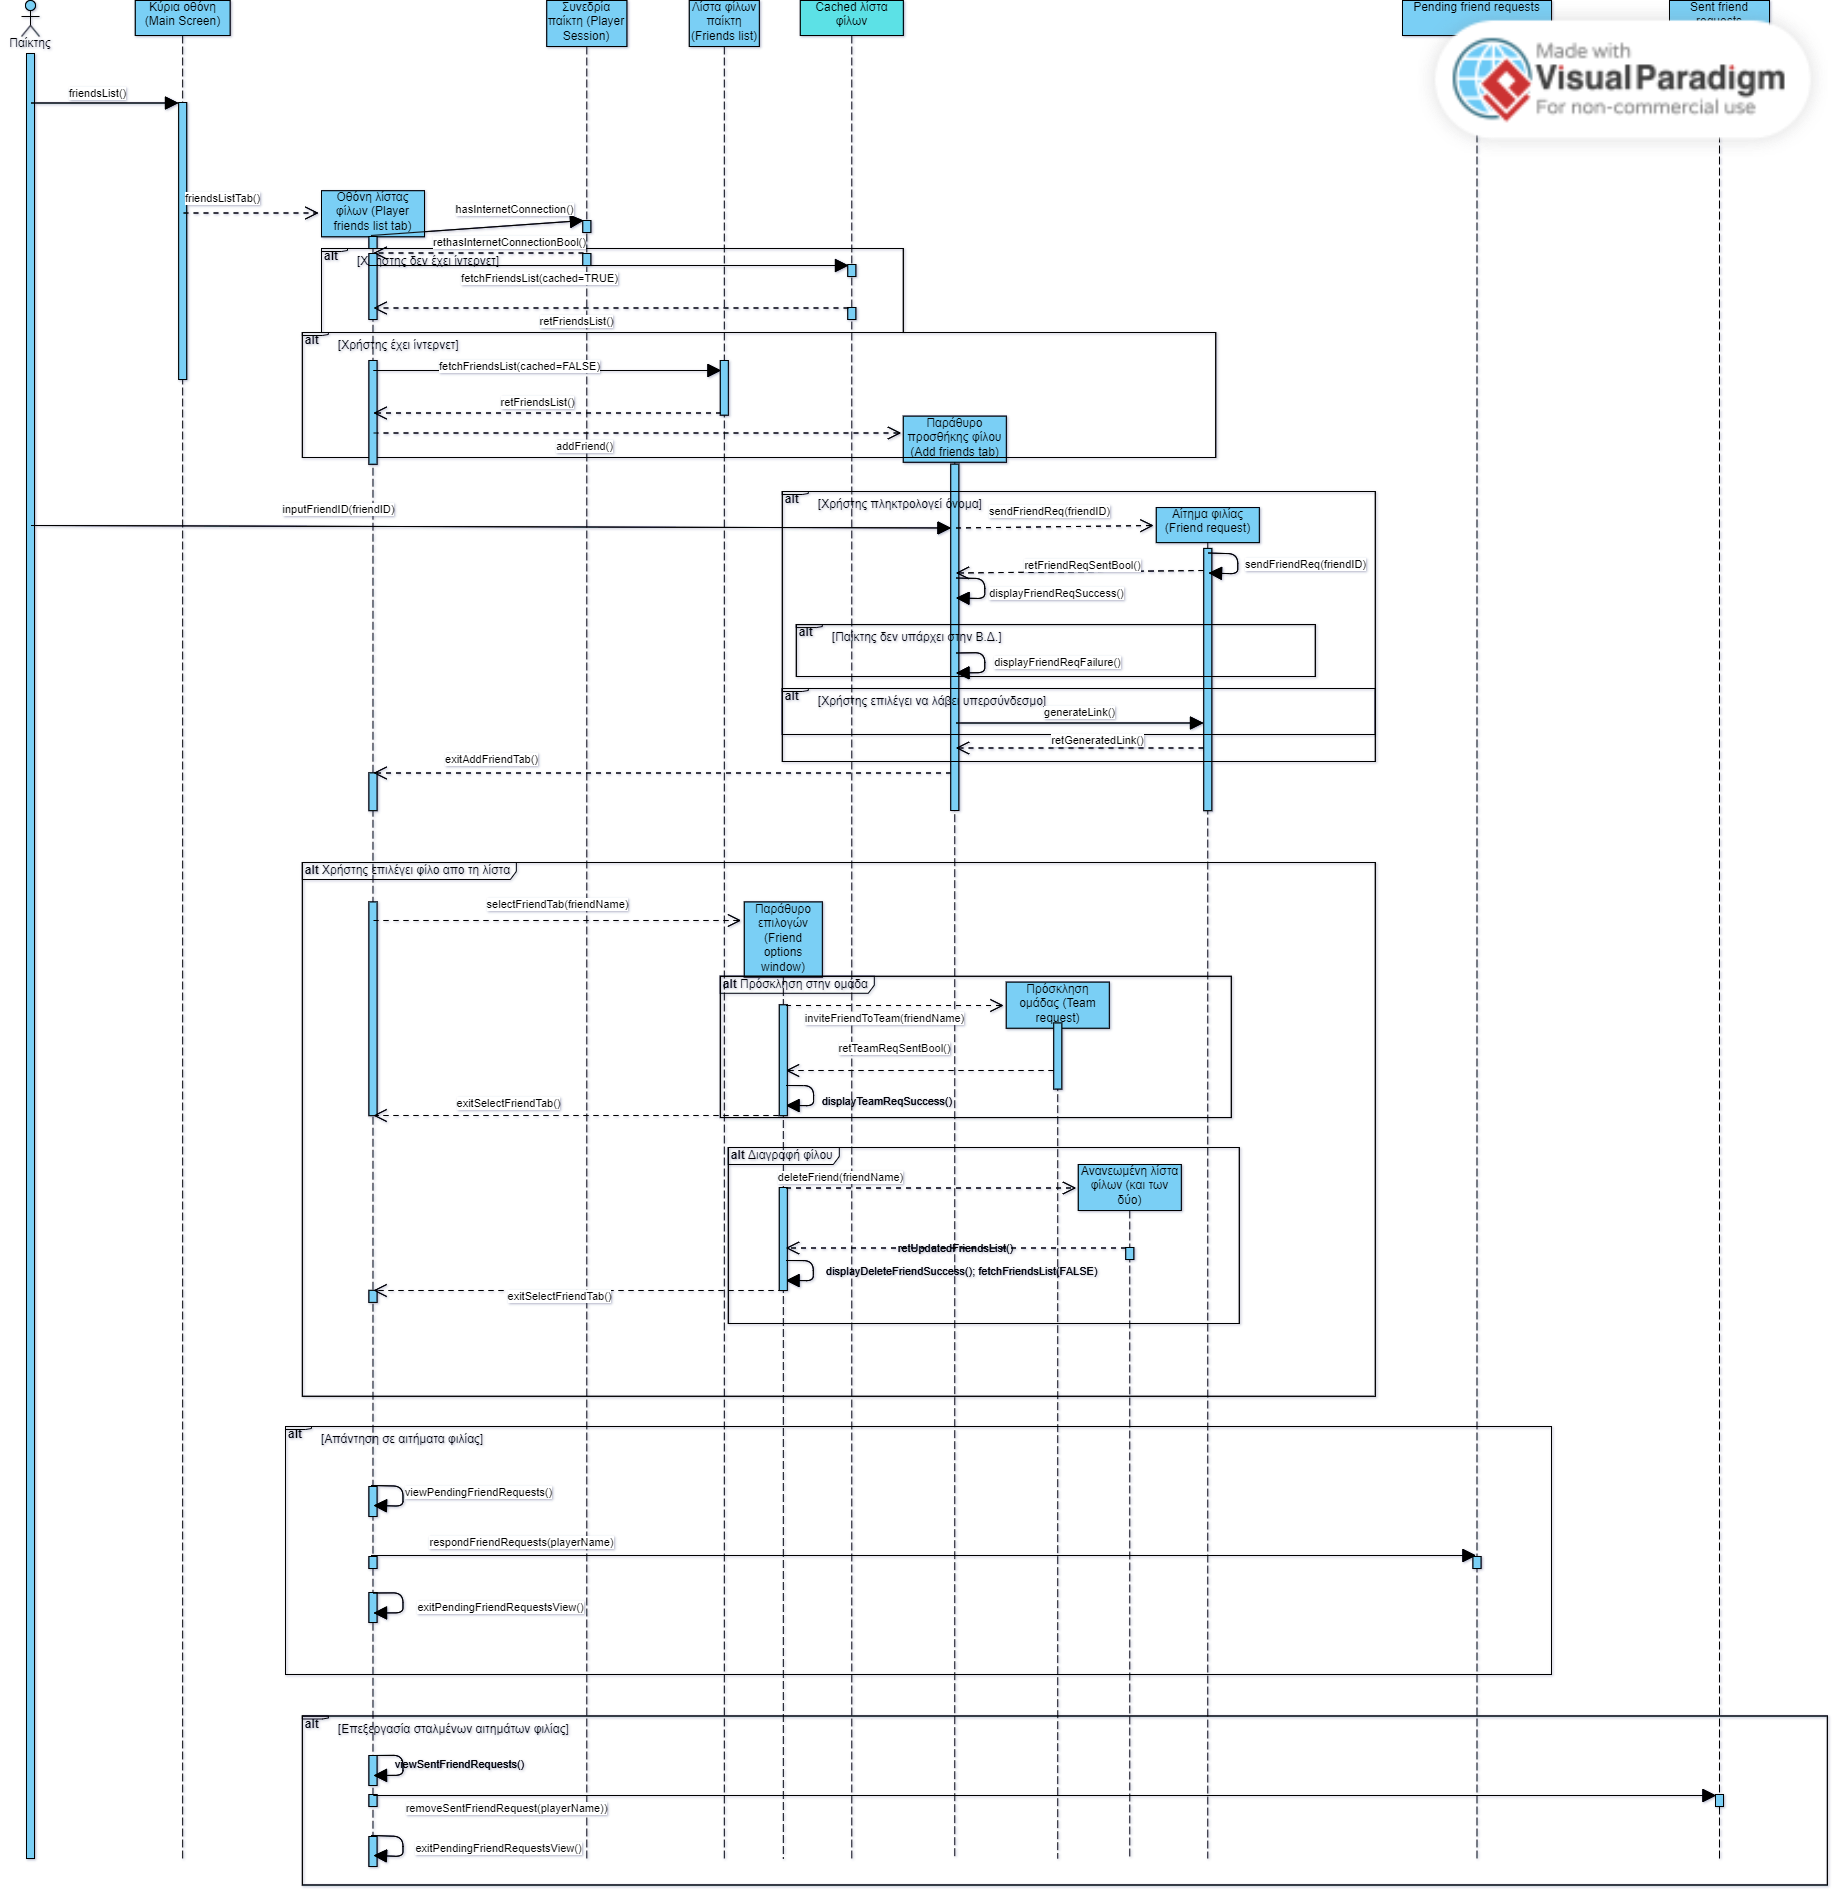 Κύρια οθόνη
(Main Screen)
Συνεδρία
παίκτη (Player
Session)
Λίστα φίλων
παίκτη
(Friends list)
Cached λίστα
φίλων
Pending friend requests
Sent friend
requests
Παίκτης
Made with
Visual Paradigm
For non-commercial use
friendsList()
friendsListTab()
Οθόνη λίστας
φίλων (Player
friends list tab)
hasInternetConnection()
rethasInternetConnectionBool()
alt
[Χρήστης δεν έχει ίντερνετ]
fetchFriendsList(cached=TRUE)
retFriendsList()
alt
[Χρήστης έχει ίντερνετ]
fetchFriendsList(cached=FALSE)
retFriendsList()
addFriend()
Παράθυρο
προσθήκης φίλου
(Add friends tab)
alt
[Χρήστης πληκτρολογεί όνομα]
inputFriendID(friendID)
sendFriendReq(friendID)
Αίτημα φιλίας
(Friend request)
retFriendReqSentBool()
sendFriendReq(friendID)
displayFriendReqSuccess()
alt
[Παίκτης δεν υπάρχει στην Β.Δ.]
displayFriendReqFailure()
alt
[Χρήστης επιλέγει να λάβει υπερσύνδεσμο]
generateLink()
retGeneratedLink()
exitAddFriendTab()
alt Χρήστης επιλέγει φίλο απο τη λίστα
selectFriendTab(friendName)
Παράθυρο
επιλογών
(Friend
options
window)
alt Πρόσκληση στην ομάδα
Πρόσκληση
ομάδας (Team
request)
inviteFriendToTeam(friendName)
retTeamReqSentBool()
displayTeamReqSuccess()
exitSelectFriendTab()
alt Διαγραφή φίλου
deleteFriend(friendName)
Ανανεωμένη λίστα
φίλων (και των
δύο)
retUpdatedFriendsList()
displayDeleteFriendSuccess(); fetchFriendsList(FALSE)
exitSelectFriendTab()
alt
[Απάντηση σε αιτήματα φιλίας]
viewPendingFriendRequests()
respondFriendRequests(playerName)
exitPendingFriendRequestsView()
alt
[Επεξεργασία σταλμένων αιτημάτων φιλίας]
viewSentFriendRequests()
removeSentFriendRequest(playerName))
exitPendingFriendRequestsView()